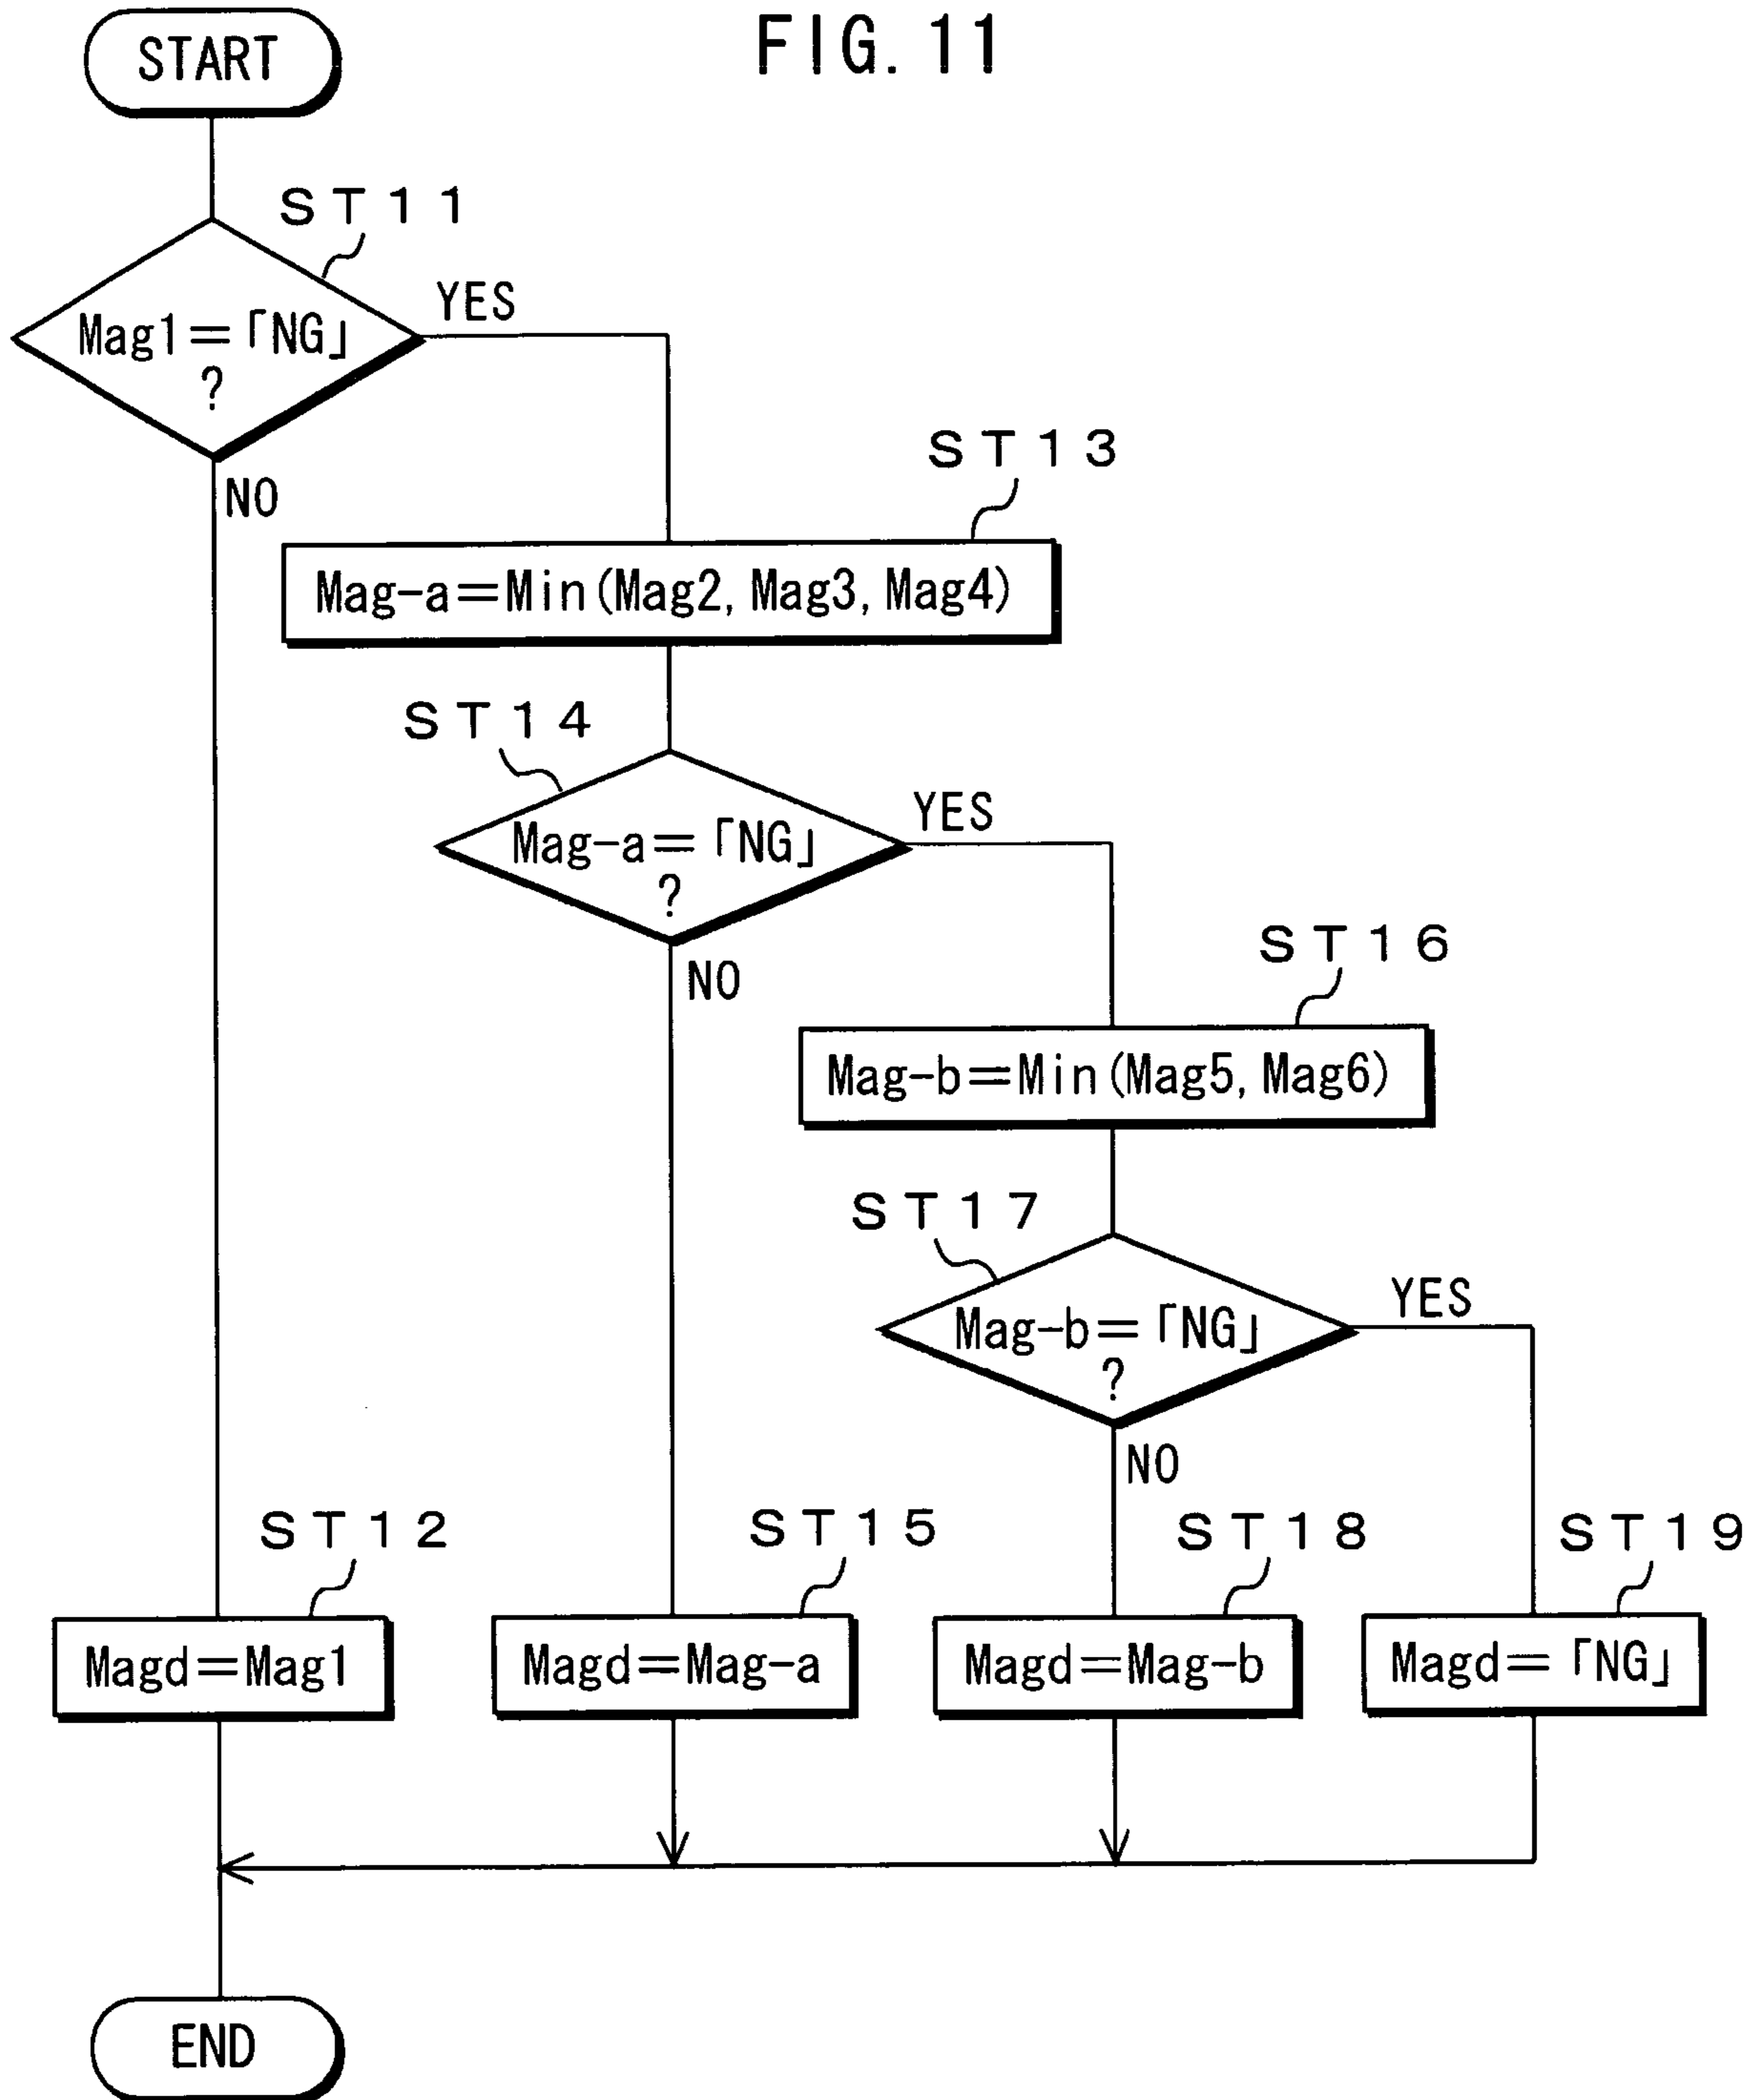 FIG. 11
START
ST11
Mag1=「NG」
?
YES
NO
ST13
Mag-a=Min(Mag2, Mag3, Mag4)
ST14
Mag-a=「NG」
?
YES
NO
ST16
Mag-b=Min(Mag5, Mag6)
ST17
Mag-b=「NG」
?
YES
NO
ST12
ST15
ST18
ST19
Magd=Mag1
Magd=Mag-a
Magd=Mag-b
Magd=「NG」
END